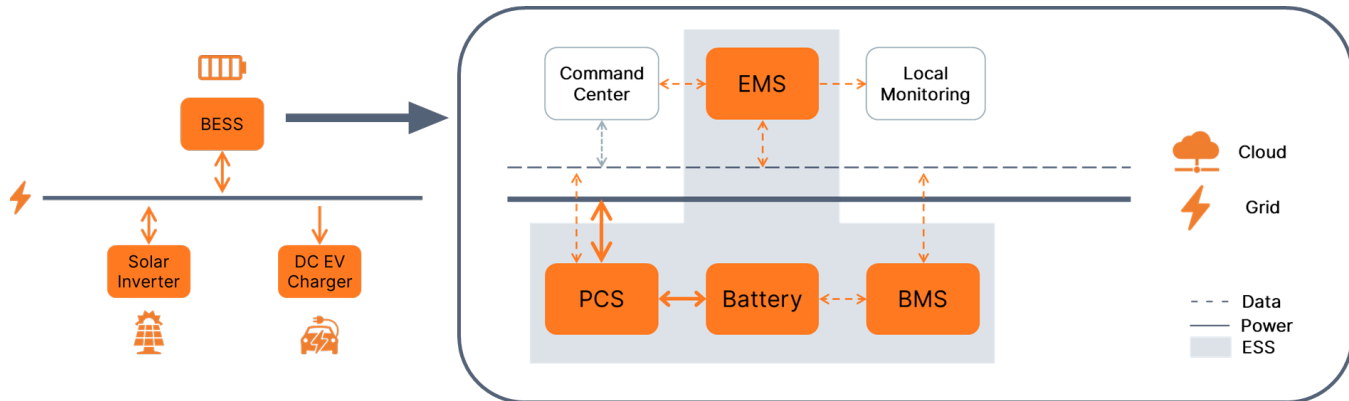 BESS
Solar
Inverter
DC EV
Charger
Command
Center
EMS
Local
Monitoring
PCS
Battery
BMS
Cloud
Grid
Data
Power
ESS